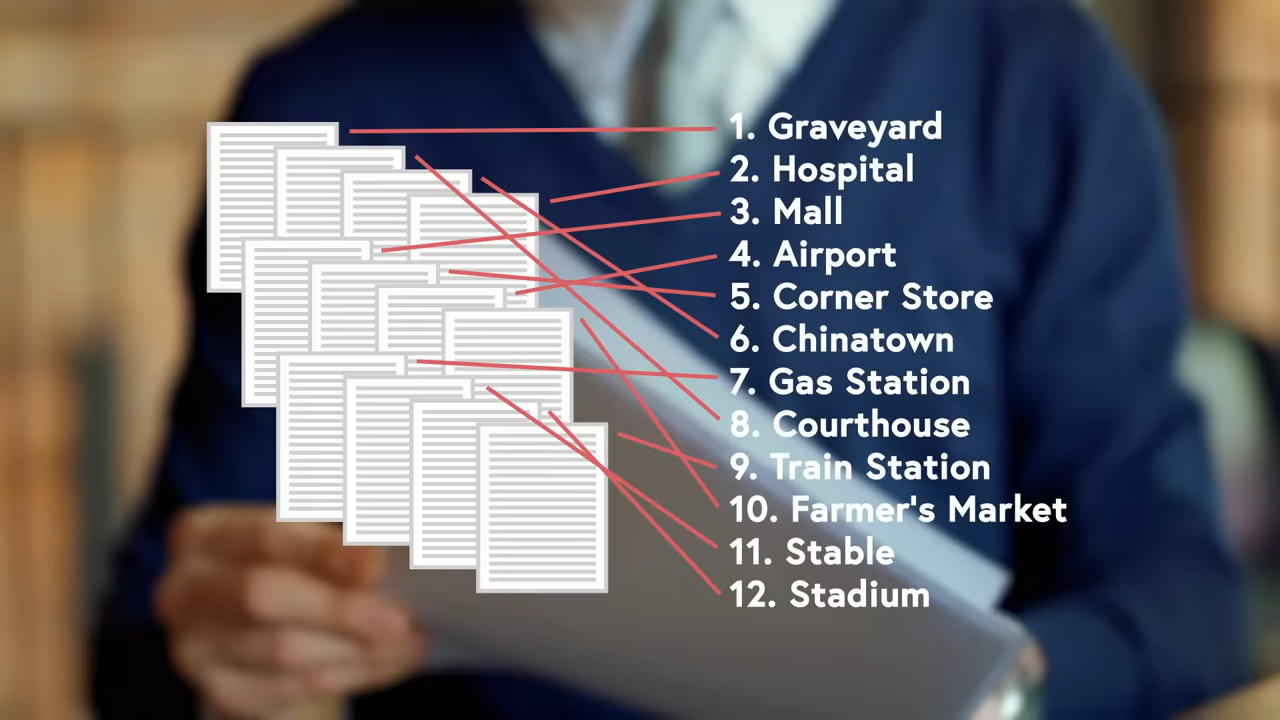 1. Graveyard
2. Hospital
3. Mall
4. Airport
5. Corner Store
6. Chinatown
7. Gas Station
8. Courthouse
9. Train Station
10. Farmer's Market
11. Stable
12. Stadium